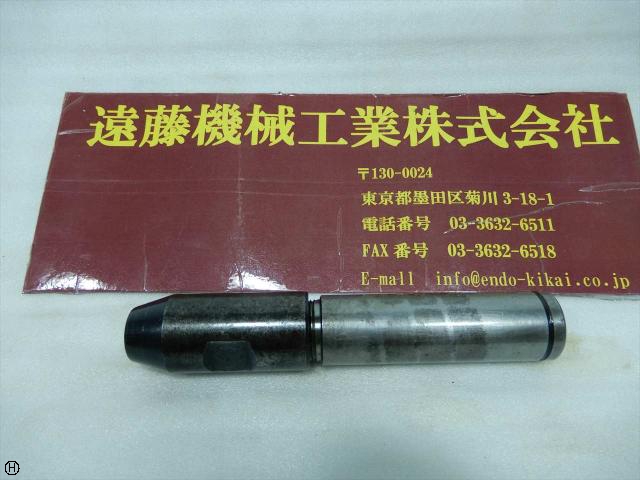 遠藤機械工業株式会社
〒130-0024
東京都墨田区菊川 3-18-1
電話番号 03-3632-6511
FAX 番号 03-3632-6518
E-mall info@endo-kikai.co.jp
H